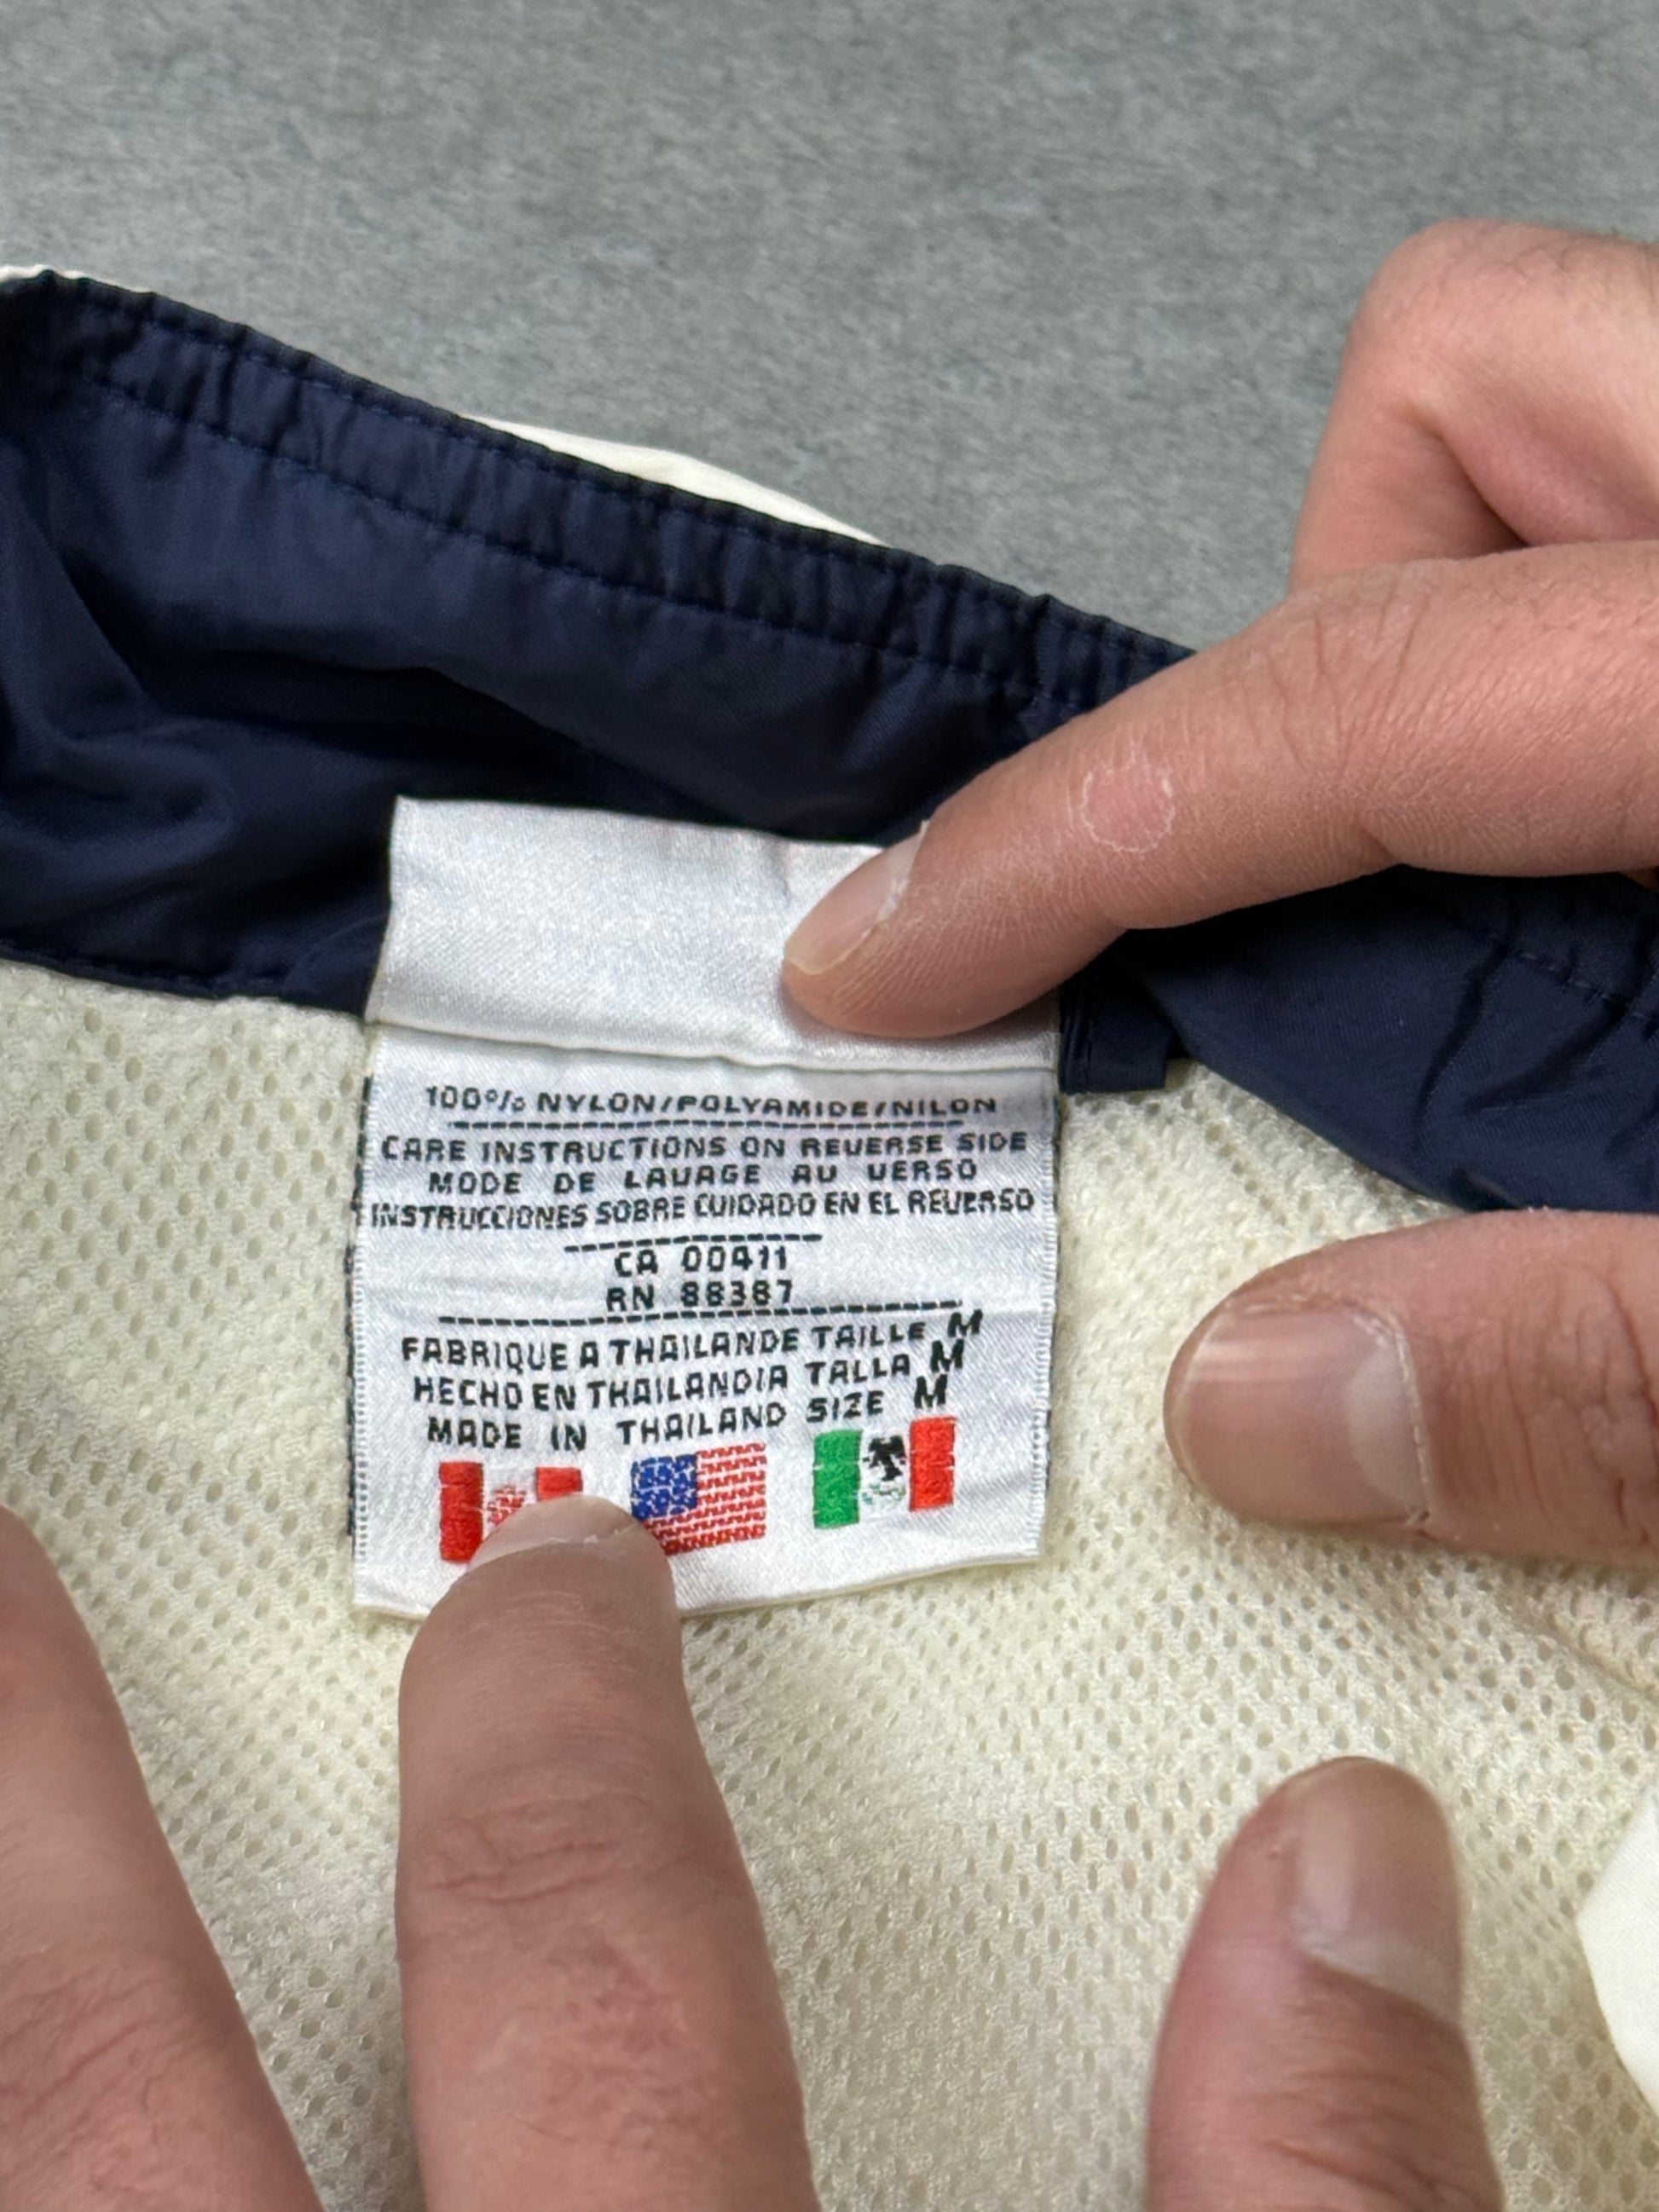 100% NYLON/POLYAMIDE/NILON
CARE INSTRUCTIONS ON REVERSE SIDE
MODE DE LAVAGE AU VERSO
INSTRUCCIONES SOBRE CUIDADO EN EL REVERSO
CA 00411
RN 88387
FABRIQUE A THAILANDE TAILLE M
HECHO EN THAILANDIA TALLA M
MADE IN THAILAND SIZE M